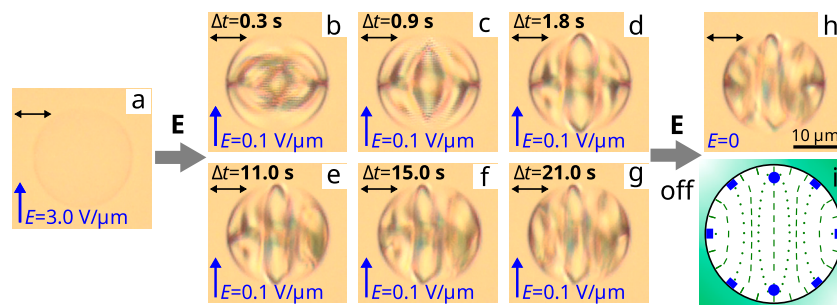 a
E=3.0 V/µm
E
Δt=0.3 s
b
E=0.1 V/µm
Δt=0.9 s
c
E=0.1 V/µm
Δt=1.8 s
d
E=0.1 V/µm
Δt=11.0 s
e
E=0.1 V/µm
Δt=15.0 s
f
E=0.1 V/µm
Δt=21.0 s
g
E=0.1 V/µm
E
off
h
E=0
10 µm
i